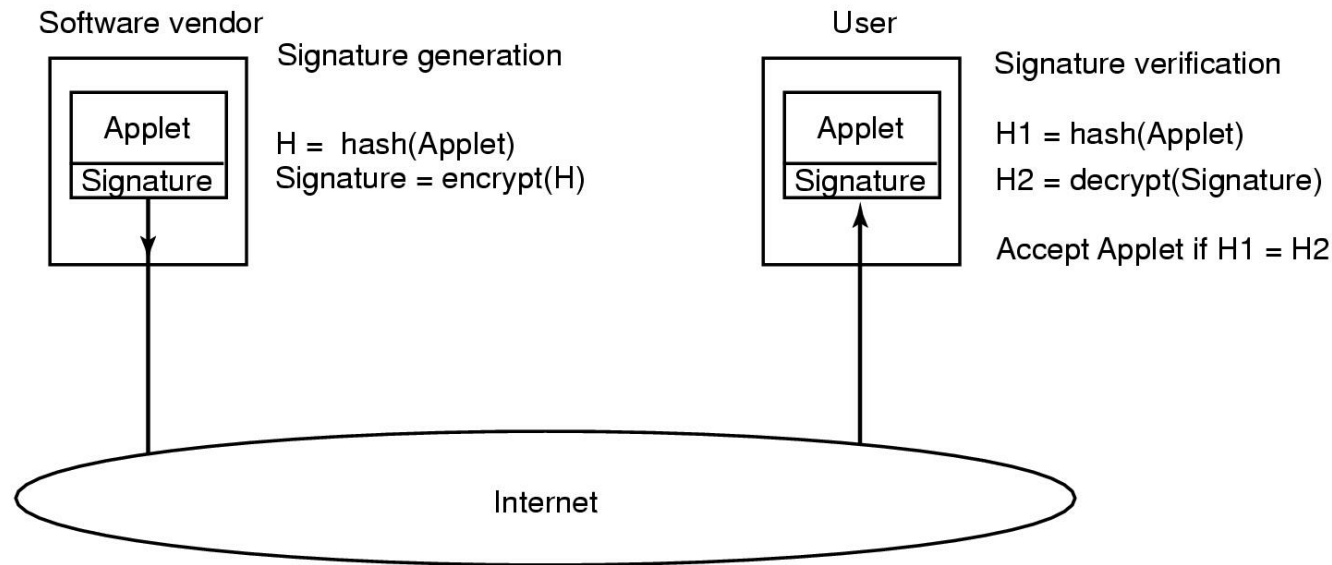 Software vendor
Signature generation
Applet
Signature
H = hash(Applet)
Signature = encrypt(H)
User
Signature verification
Applet
Signature
H1 = hash(Applet)
H2 = decrypt(Signature)
Accept Applet if H1 = H2
Internet